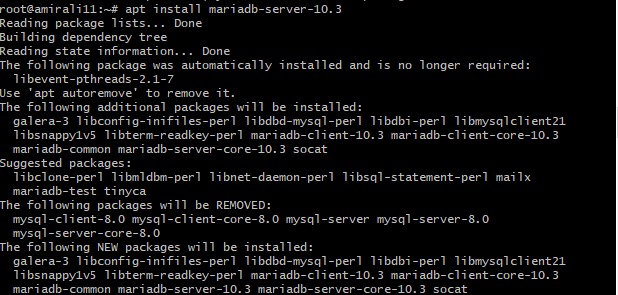 root@amirali11:~# apt install mariadb-server-10.3
Reading package lists... Done
Building dependency tree
Reading state information... Done
The following package was automatically installed and is no longer required:
  libevent-pthreads-2.1-7
Use 'apt autoremove' to remove it.
The following additional packages will be installed:
  galera-3 libconfig-inifiles-perl libdbd-mysql-perl libdbi-perl libmysqlclient21
  libsnappy1v5 libterm-readkey-perl mariadb-client-10.3 mariadb-client-core-10.3
  mariadb-common mariadb-server-core-10.3 socat
Suggested packages:
  libclone-perl libmldbm-perl libnet-daemon-perl libsql-statement-perl mailx
  mariadb-test tinyca
The following packages will be REMOVED:
  mysql-client-8.0 mysql-client-core-8.0 mysql-server mysql-server-8.0
  mysql-server-core-8.0
The following NEW packages will be installed:
  galera-3 libconfig-inifiles-perl libdbd-mysql-perl libdbi-perl libmysqlclient21
  libsnappy1v5 libterm-readkey-perl mariadb-client-10.3 mariadb-client-core-10.3
  mariadb-common mariadb-server-10.3 mariadb-server-core-10.3 socat